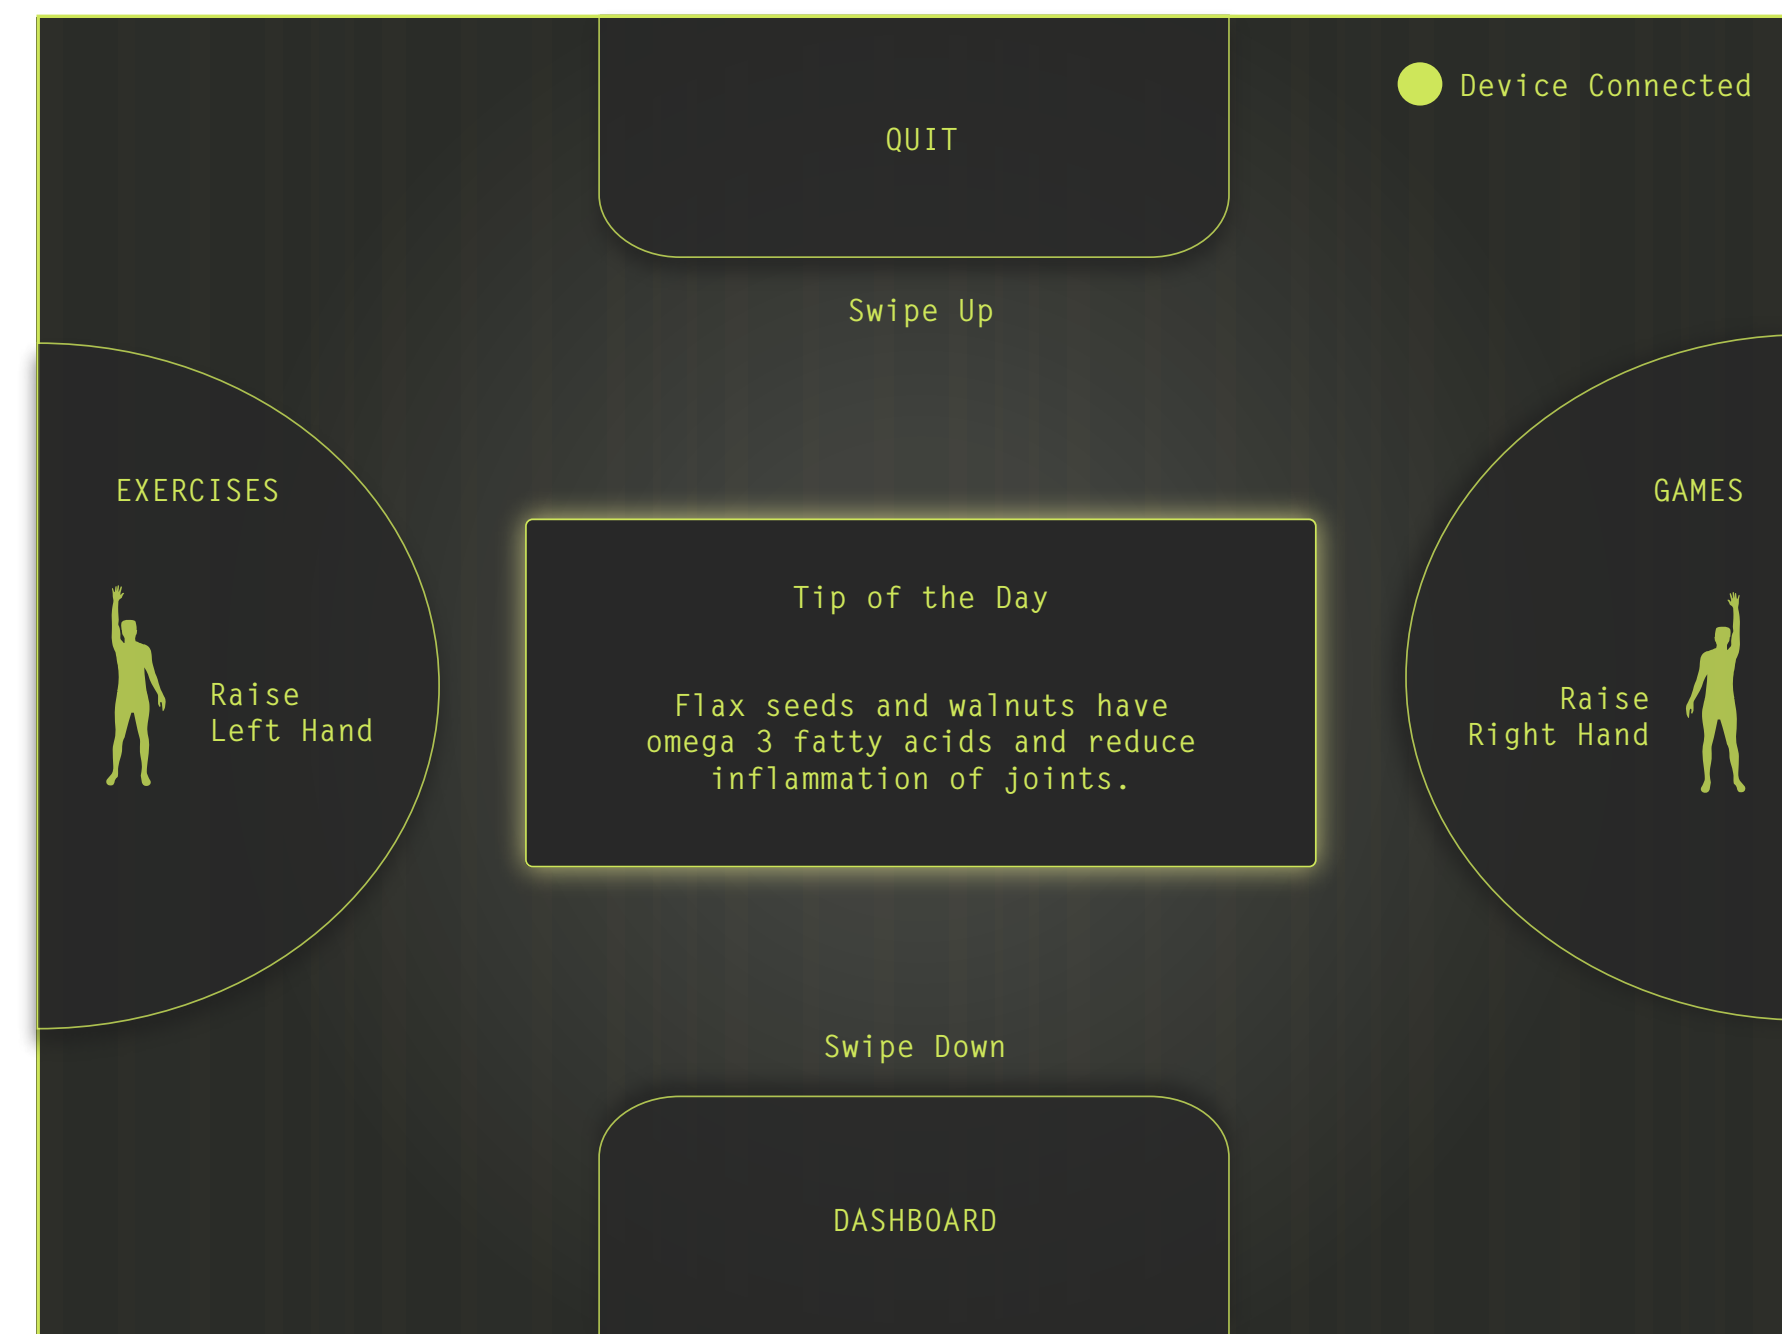 QUIT
Device Connected
Swipe Up
EXERCISES
Raise
Left Hand
Tip of the Day
Flax seeds and walnuts have
omega 3 fatty acids and reduce
inflammation of joints.
GAMES
Raise
Right Hand
Swipe Down
DASHBOARD